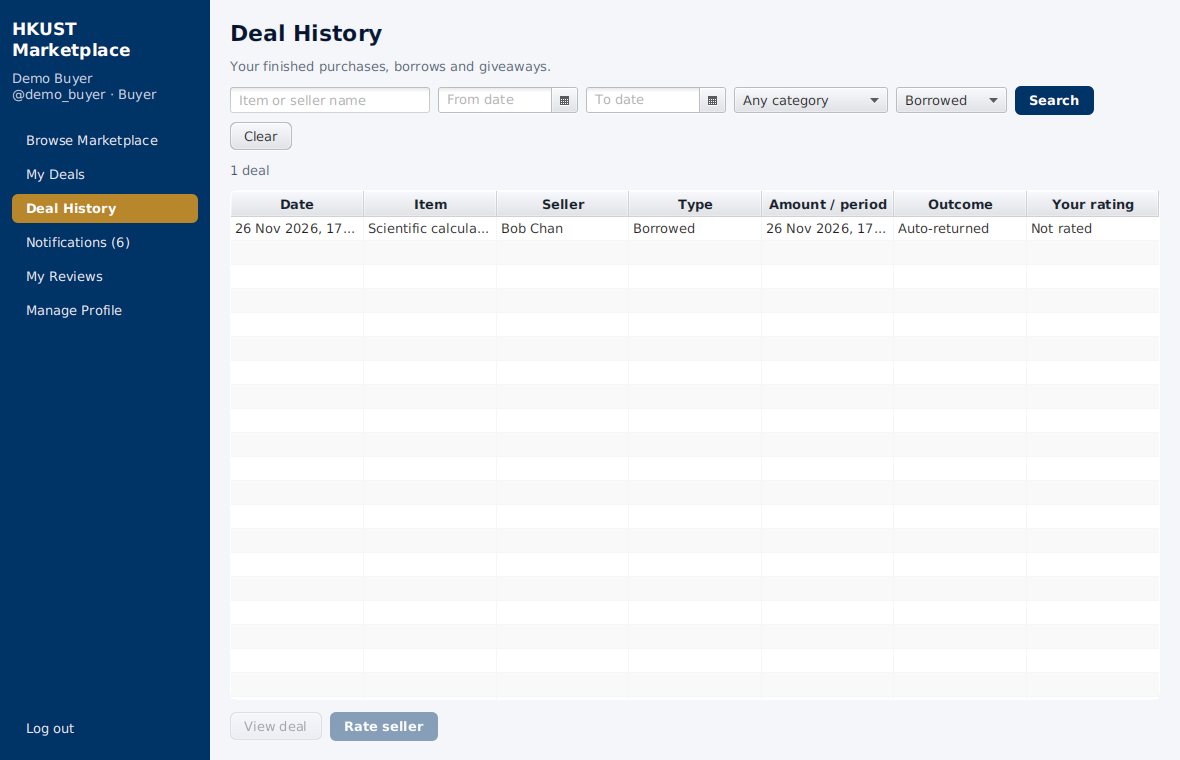 HKUST
Marketplace
Demo Buyer
@demo_buyer · Buyer
Browse Marketplace
My Deals
Deal History
Notifications (6)
My Reviews
Manage Profile
Log out
Deal History
Your finished purchases, borrows and giveaways.
Item or seller name From date To date Any category Borrowed Search
Clear
1 deal
Date Item Seller Type Amount / period Outcome Your rating
26 Nov 2026, 17... Scientific calcula... Bob Chan Borrowed 26 Nov 2026, 17... Auto-returned Not rated
View deal Rate seller